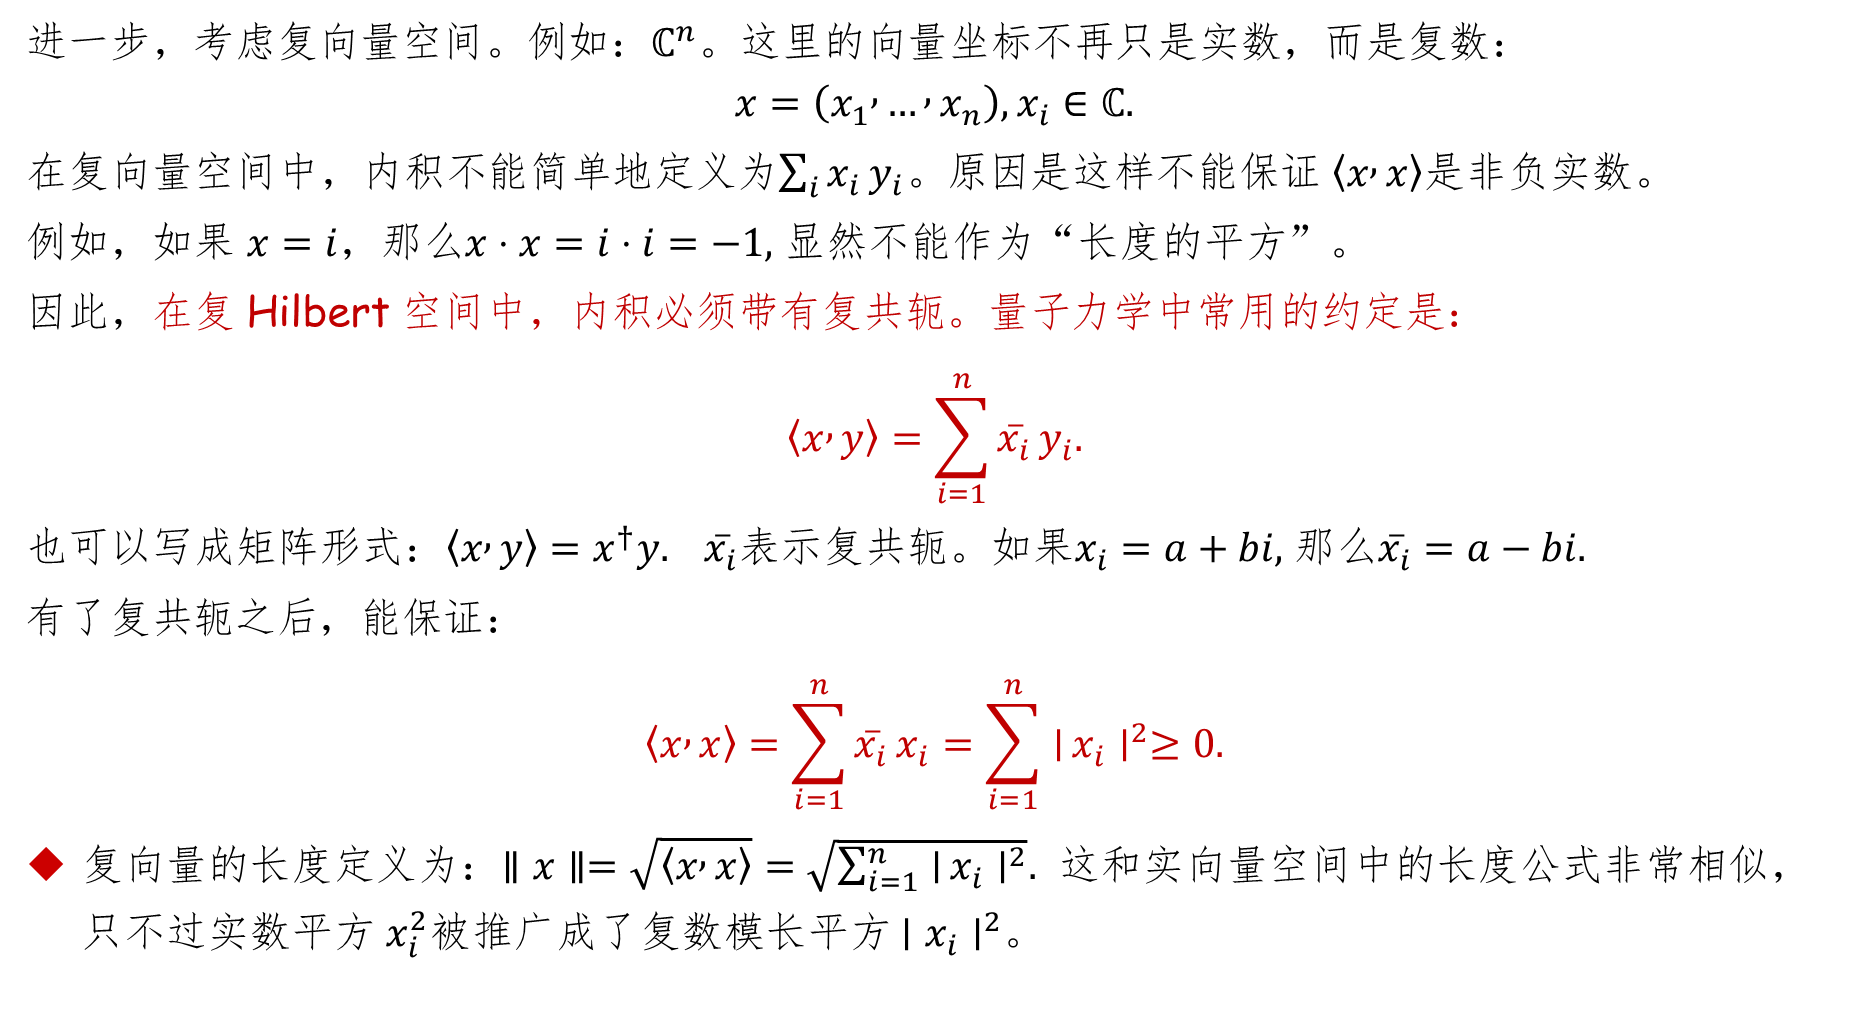 进一步，考虑复向量空间。例如：ℂⁿ。这里的向量坐标不再只是实数，而是复数：
x = (x₁, … , xₙ), xᵢ ∈ ℂ.
在复向量空间中，内积不能简单地定义为∑ᵢ xᵢ yᵢ。原因是这样不能保证 ⟨x, x⟩是非负实数。
例如，如果 x = i，那么x · x = i · i = −1, 显然不能作为“长度的平方”。
因此，在复 Hilbert 空间中，内积必须带有复共轭。量子力学中常用的约定是：
⟨x, y⟩ = ∑ᵢ₌₁ⁿ x̄ᵢ yᵢ.
也可以写成矩阵形式：⟨x, y⟩ = x†y. x̄ᵢ表示复共轭。如果xᵢ = a + bi, 那么x̄ᵢ = a − bi.
有了复共轭之后，能保证：
⟨x, x⟩ = ∑ᵢ₌₁ⁿ x̄ᵢ xᵢ = ∑ᵢ₌₁ⁿ | xᵢ |² ≥ 0.
◆ 复向量的长度定义为：∥ x ∥= √⟨x, x⟩ = √(∑ᵢ₌₁ⁿ | xᵢ |²). 这和实向量空间中的长度公式非常相似，
只不过实数平方 xᵢ²被推广成了复数模长平方 | xᵢ |²。